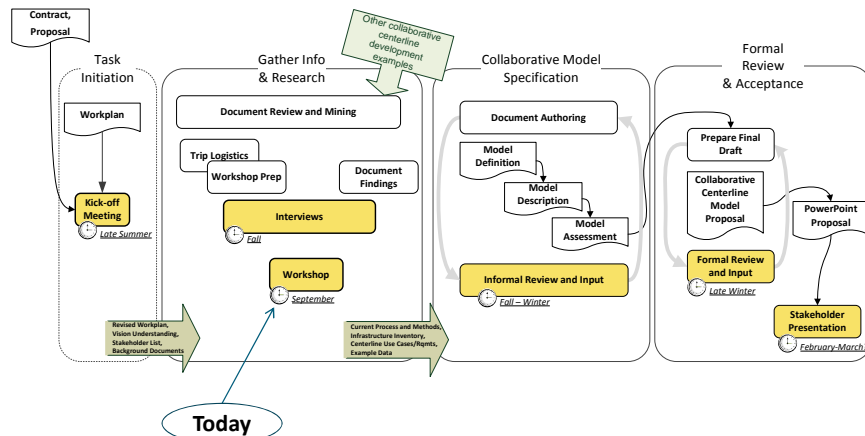 Contract,
Proposal
Other collaborative
centerline
development
examples
Task
Initiation
Gather Info
& Research
Collaborative Model
Specification
Formal
Review
& Acceptance
Workplan
Document Review and Mining
Document Authoring
Prepare Final
Draft
Trip Logistics
Workshop Prep
Document
Findings
Model
Definition
Model
Description
Model
Assessment
Collaborative
Centerline
Model
Proposal
PowerPoint
Proposal
Kick-off
Meeting
Late Summer
Interviews
Fall
Workshop
September
Informal Review and Input
Fall – Winter
Formal Review
and Input
Late Winter
Stakeholder
Presentation
February-March?
Revised Workplan,
Vision Understanding,
Stakeholder List,
Background Documents
Current Process and Methods,
Infrastructure Inventory,
Centerline Use Cases/Rqmts,
Example Data
Today